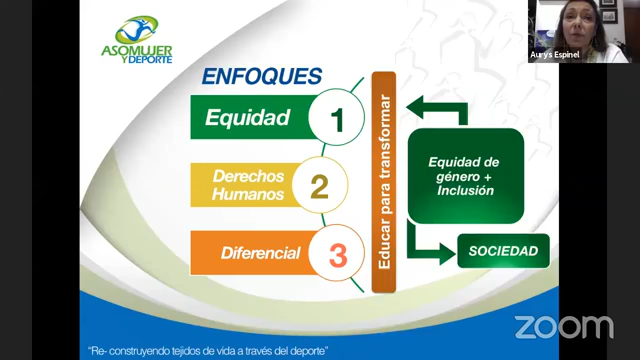 ASOMUJER
Y DEPORTE
Aurys Espinel
ENFOQUES
Equidad
1
Derechos
Humanos
2
Diferencial
3
Educar para transformar
Equidad de
género +
Inclusión
SOCIEDAD
zoom
“Re- construyendo tejidos de vida a través del deporte”